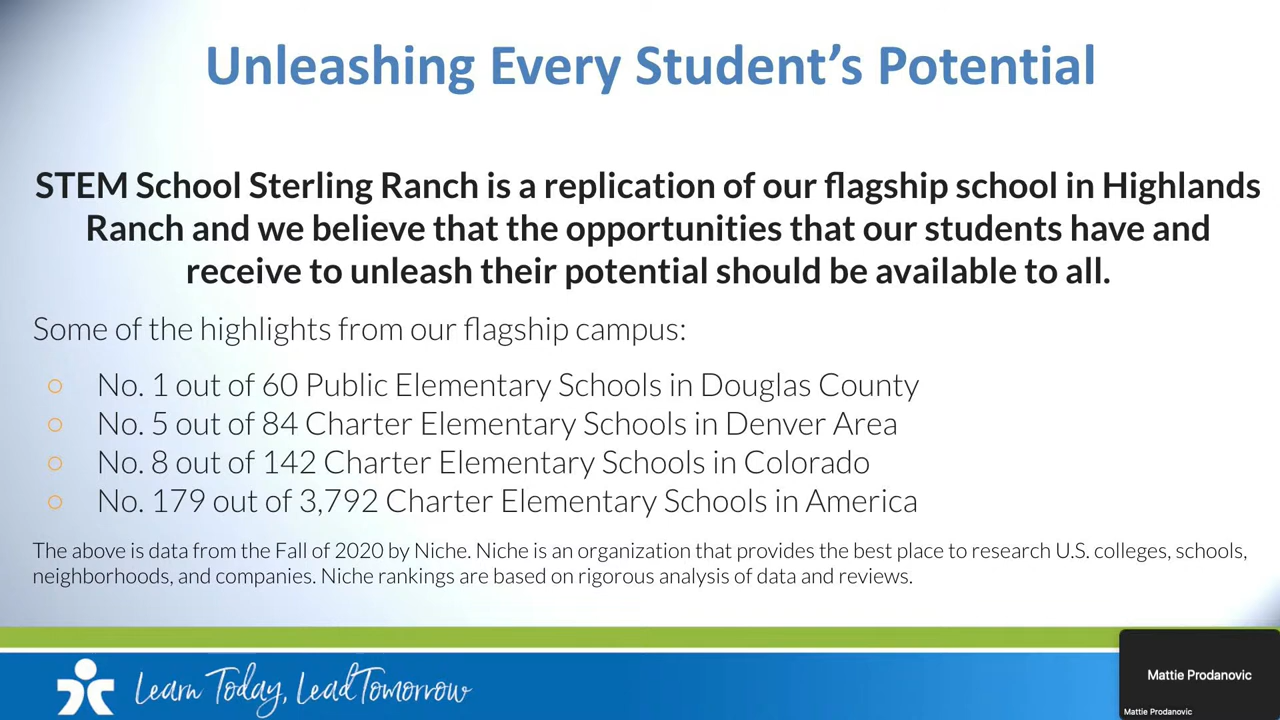 Unleashing Every Student’s Potential
STEM School Sterling Ranch is a replication of our flagship school in Highlands
Ranch and we believe that the opportunities that our students have and
receive to unleash their potential should be available to all.
Some of the highlights from our flagship campus:
○ No. 1 out of 60 Public Elementary Schools in Douglas County
○ No. 5 out of 84 Charter Elementary Schools in Denver Area
○ No. 8 out of 142 Charter Elementary Schools in Colorado
○ No. 179 out of 3,792 Charter Elementary Schools in America
The above is data from the Fall of 2020 by Niche. Niche is an organization that provides the best place to research U.S. colleges, schools,
neighborhoods, and companies. Niche rankings are based on rigorous analysis of data and reviews.
Learn Today, Lead Tomorrow
Mattie Prodanovic
Mattie Prodanovic